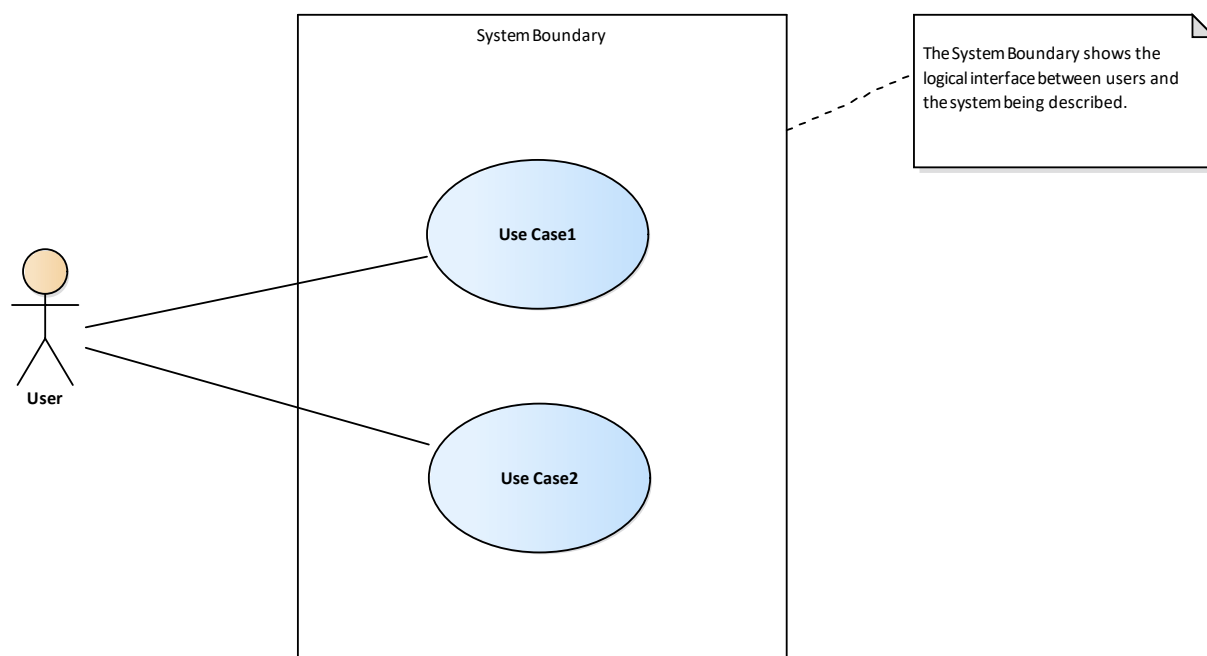 System Boundary
The System Boundary shows the
logical interface between users and
the system being described.
Use Case1
User
Use Case2